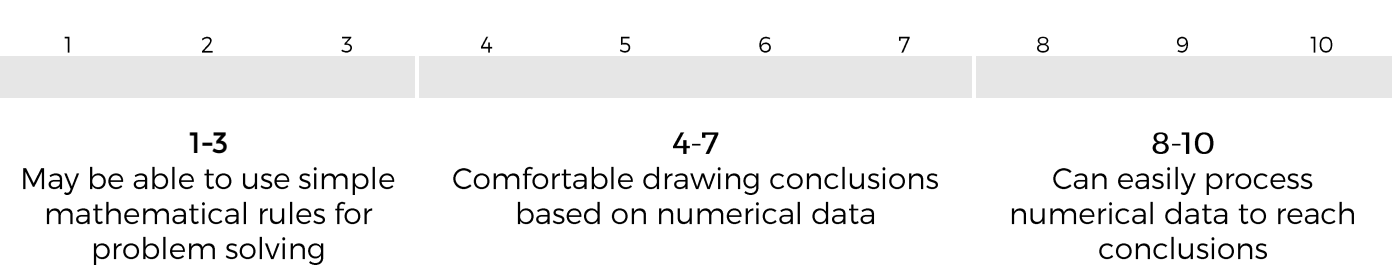 1 2 3 4 5 6 7 8 9 10
1-3
May be able to use simple
mathematical rules for
problem solving
4-7
Comfortable drawing conclusions
based on numerical data
8-10
Can easily process
numerical data to reach
conclusions